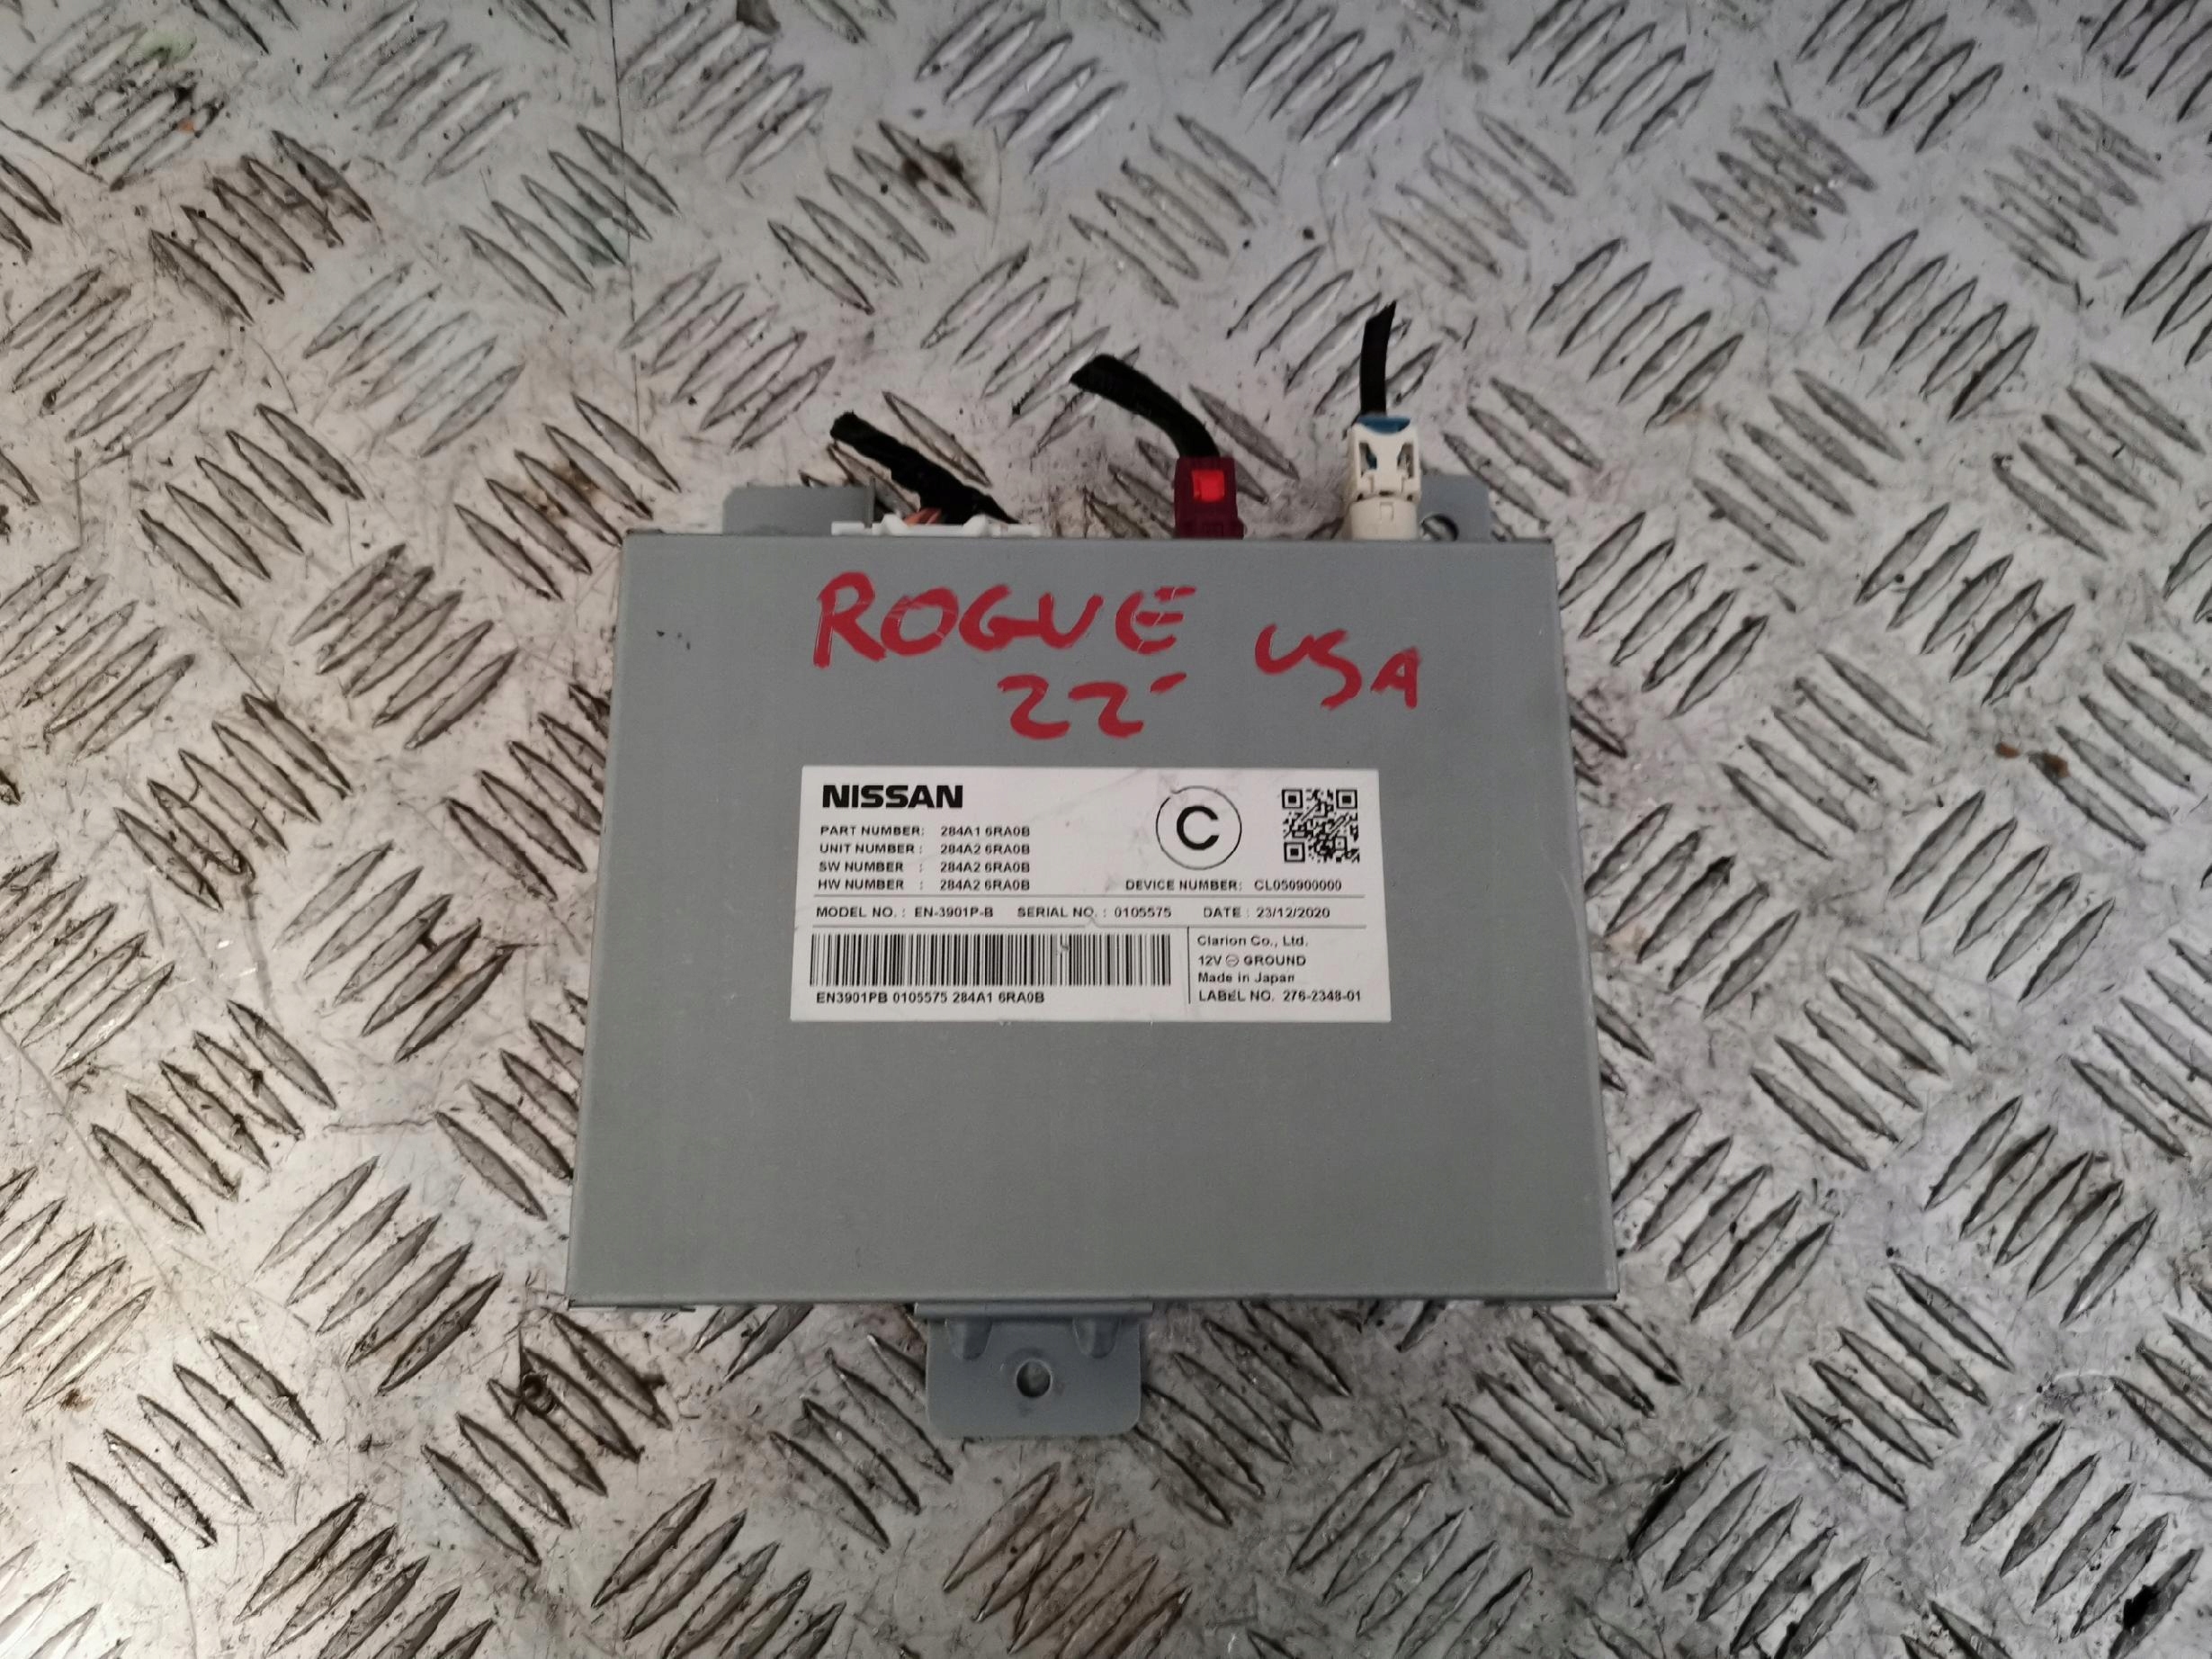 ROGUE USA
22'
NISSAN
C
PART NUMBER: 284A1 6RA0B
UNIT NUMBER : 284A2 6RA0B
SW NUMBER : 284A2 6RA0B
HW NUMBER : 284A2 6RA0B
DEVICE NUMBER: CL050900000
MODEL NO. : EN-3901P-B SERIAL NO. : 0105575 DATE : 23/12/2020
EN3901PB 0105575 284A1 6RA0B
Clarion Co., Ltd.
12V ⊖ GROUND
Made in Japan
LABEL NO. 276-2348-01